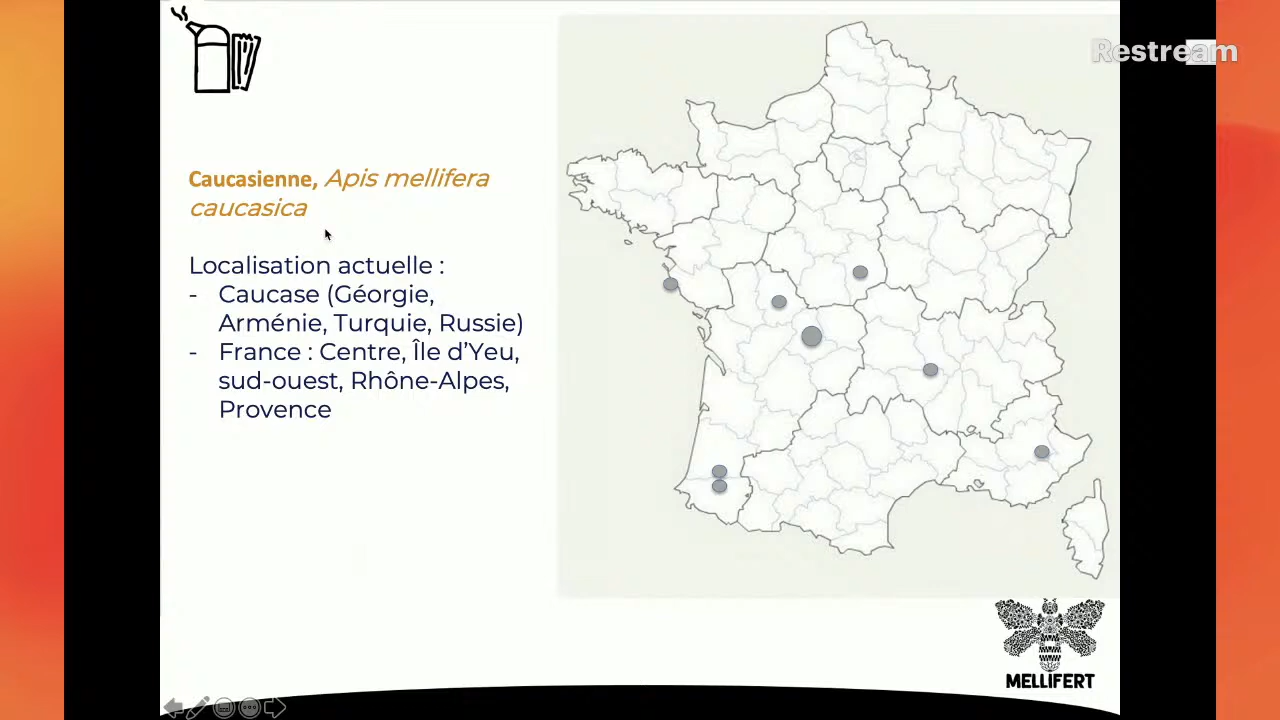 Restream
Caucasienne, Apis mellifera
caucasica
Localisation actuelle :
- Caucase (Géorgie,
Arménie, Turquie, Russie)
- France : Centre, Île d’Yeu,
sud-ouest, Rhône-Alpes,
Provence
MELLIFERT